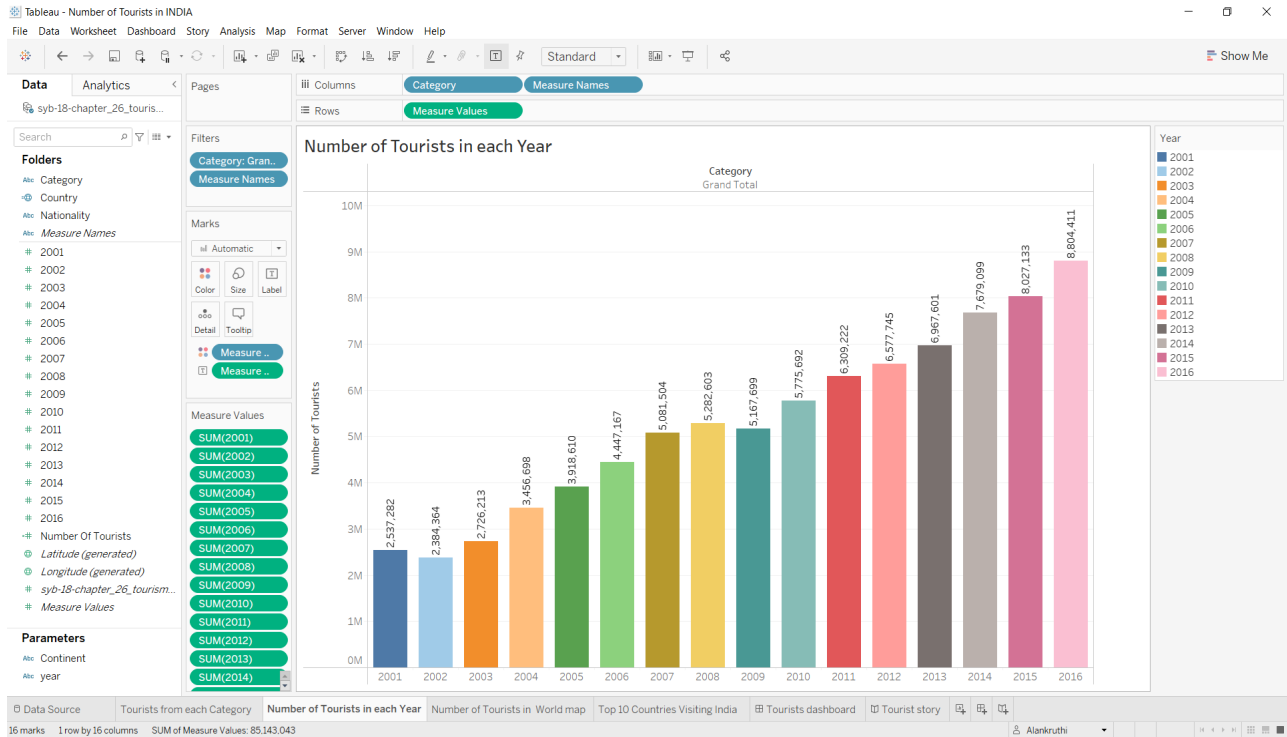 Tableau - Number of Tourists in INDIA
File Data Worksheet Dashboard Story Analysis Map Format Server Window Help
Standard
Show Me
Data Analytics
syb-18-chapter_26_touris...
Search
Folders
Abc Category
Country
Abc Nationality
Abc Measure Names
# 2001
# 2002
# 2003
# 2004
# 2005
# 2006
# 2007
# 2008
# 2009
# 2010
# 2011
# 2012
# 2013
# 2014
# 2015
# 2016
Number Of Tourists
Latitude (generated)
Longitude (generated)
# syb-18-chapter_26_tourism...
# Measure Values
Parameters
Abc Continent
Abc year
Pages
Filters
Category: Gran..
Measure Names
Marks
Automatic
Color Size Label
Detail Tooltip
Measure ..
Measure ..
Measure Values
SUM(2001)
SUM(2002)
SUM(2003)
SUM(2004)
SUM(2005)
SUM(2006)
SUM(2007)
SUM(2008)
SUM(2009)
SUM(2010)
SUM(2011)
SUM(2012)
SUM(2013)
SUM(2014)
Columns Category Measure Names
Rows Measure Values
Number of Tourists in each Year
Category
Grand Total
Number of Tourists
10M
9M
8M
7M
6M
5M
4M
3M
2M
1M
0M
2,537,282
2,384,364
2,726,213
3,456,698
3,918,610
4,447,167
5,081,504
5,282,603
5,167,699
5,775,692
6,309,222
6,577,745
6,967,601
7,679,099
8,027,133
8,804,411
2001 2002 2003 2004 2005 2006 2007 2008 2009 2010 2011 2012 2013 2014 2015 2016
Year
2001
2002
2003
2004
2005
2006
2007
2008
2009
2010
2011
2012
2013
2014
2015
2016
Data Source Tourists from each Category Number of Tourists in each Year Number of Tourists in World map Top 10 Countries Visiting India Tourists dashboard Tourist story
16 marks 1 row by 16 columns SUM of Measure Values: 85,143,043 Alankruthi